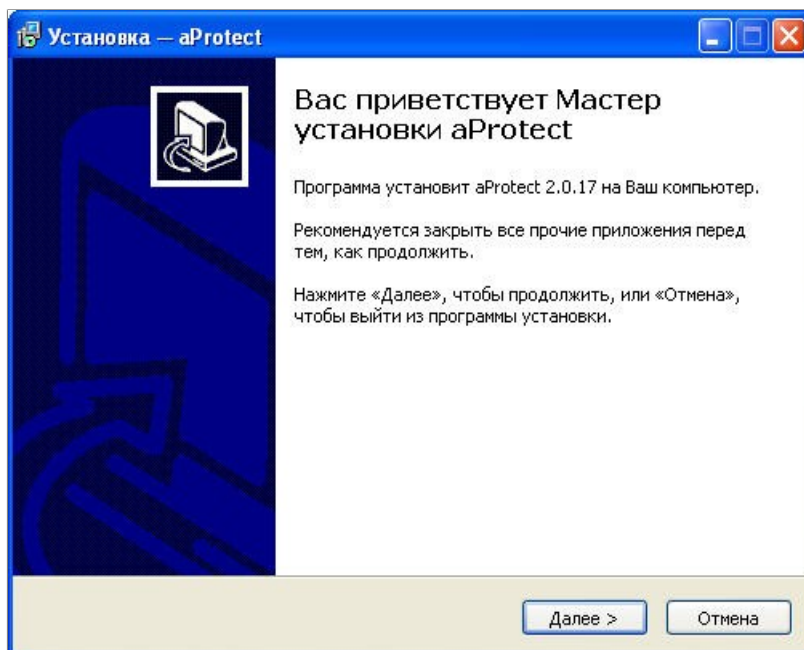 Установка — aProtect
Вас приветствует Мастер
установки aProtect
Программа установит aProtect 2.0.17 на Ваш компьютер.
Рекомендуется закрыть все прочие приложения перед
тем, как продолжить.
Нажмите «Далее», чтобы продолжить, или «Отмена»,
чтобы выйти из программы установки.
Далее >
Отмена